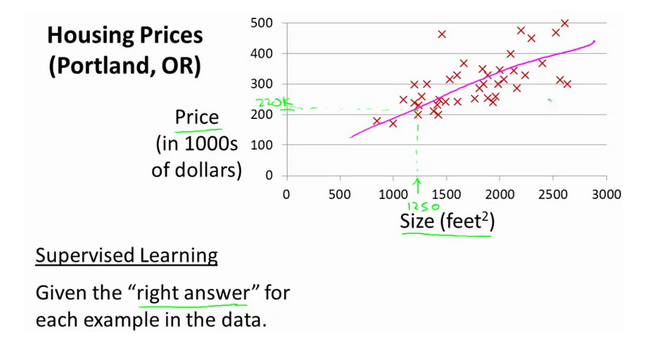 Housing Prices
(Portland, OR)
Price
(in 1000s
of dollars)
500
400
300
220K
200
100
0
0 500 1000 1500 2000 2500 3000
1250
Size (feet²)
Supervised Learning
Given the “right answer” for
each example in the data.